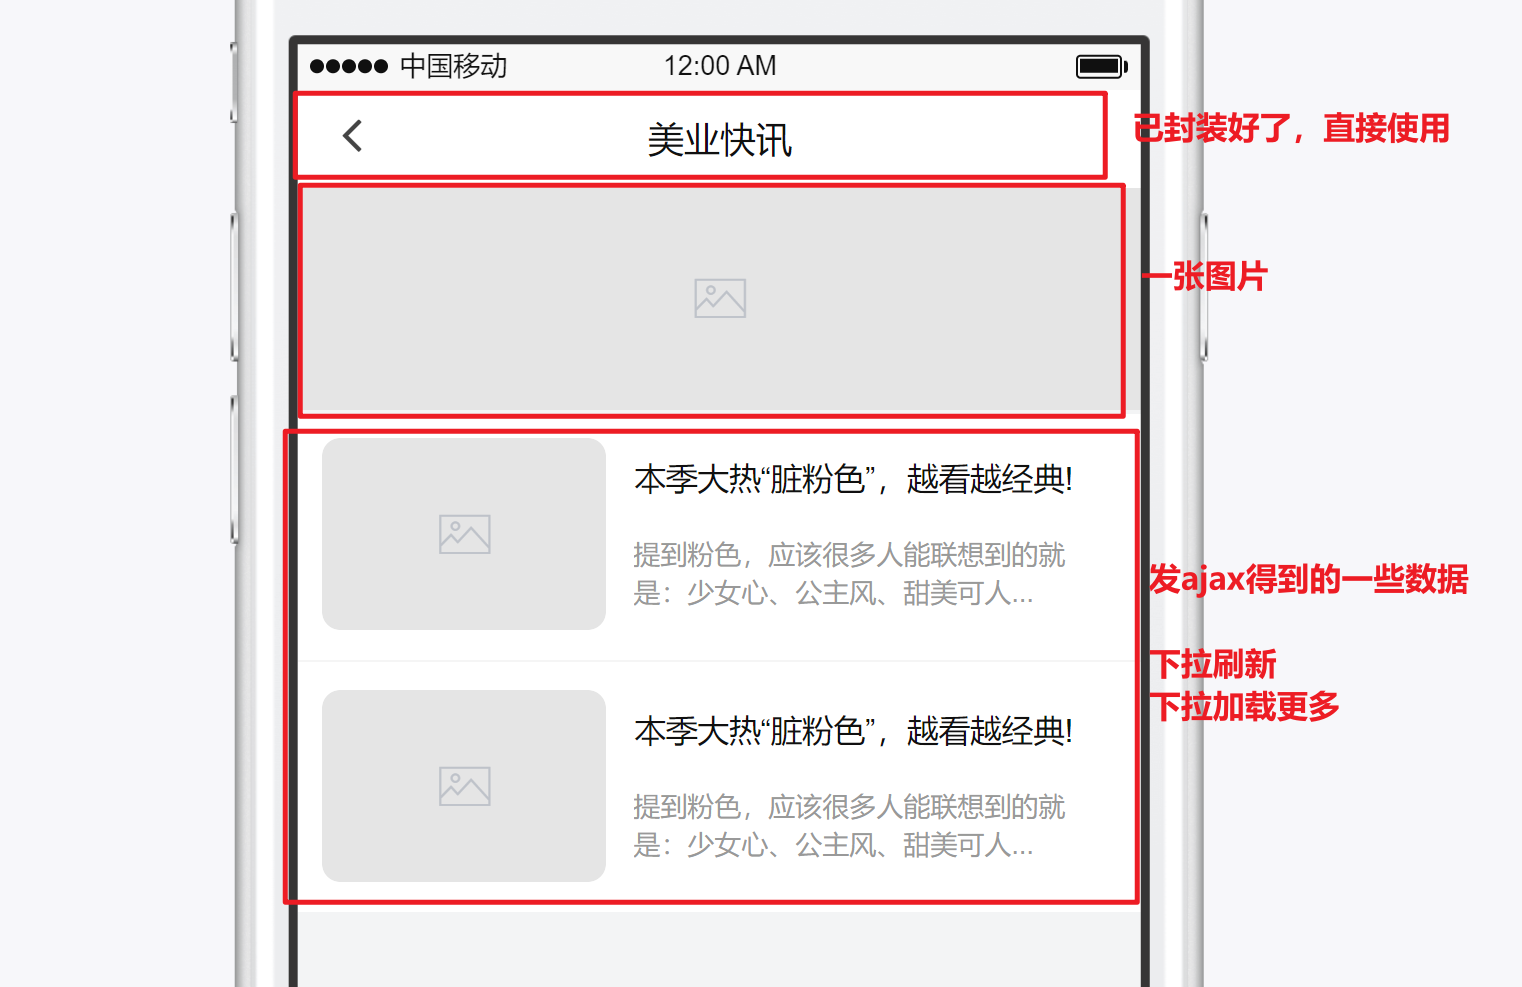 中国移动 12:00 AM
美业快讯
已封装好了，直接使用
一张图片
本季大热“脏粉色”，越看越经典!
提到粉色，应该很多人能联想到的就
是：少女心、公主风、甜美可人...
发ajax得到的一些数据
下拉刷新
下拉加载更多
本季大热“脏粉色”，越看越经典!
提到粉色，应该很多人能联想到的就
是：少女心、公主风、甜美可人...